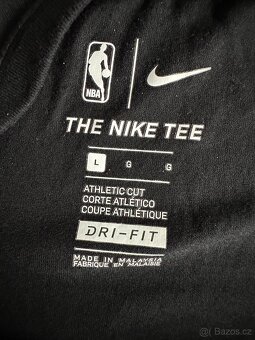 NBA
THE NIKE TEE
L G G
ATHLETIC CUT
CORTE ATLÉTICO
COUPE ATHLÉTIQUE
DRI-FIT
MADE IN MALAYSIA
FABRIQUÉ EN MALAISIE
Bazos.cz